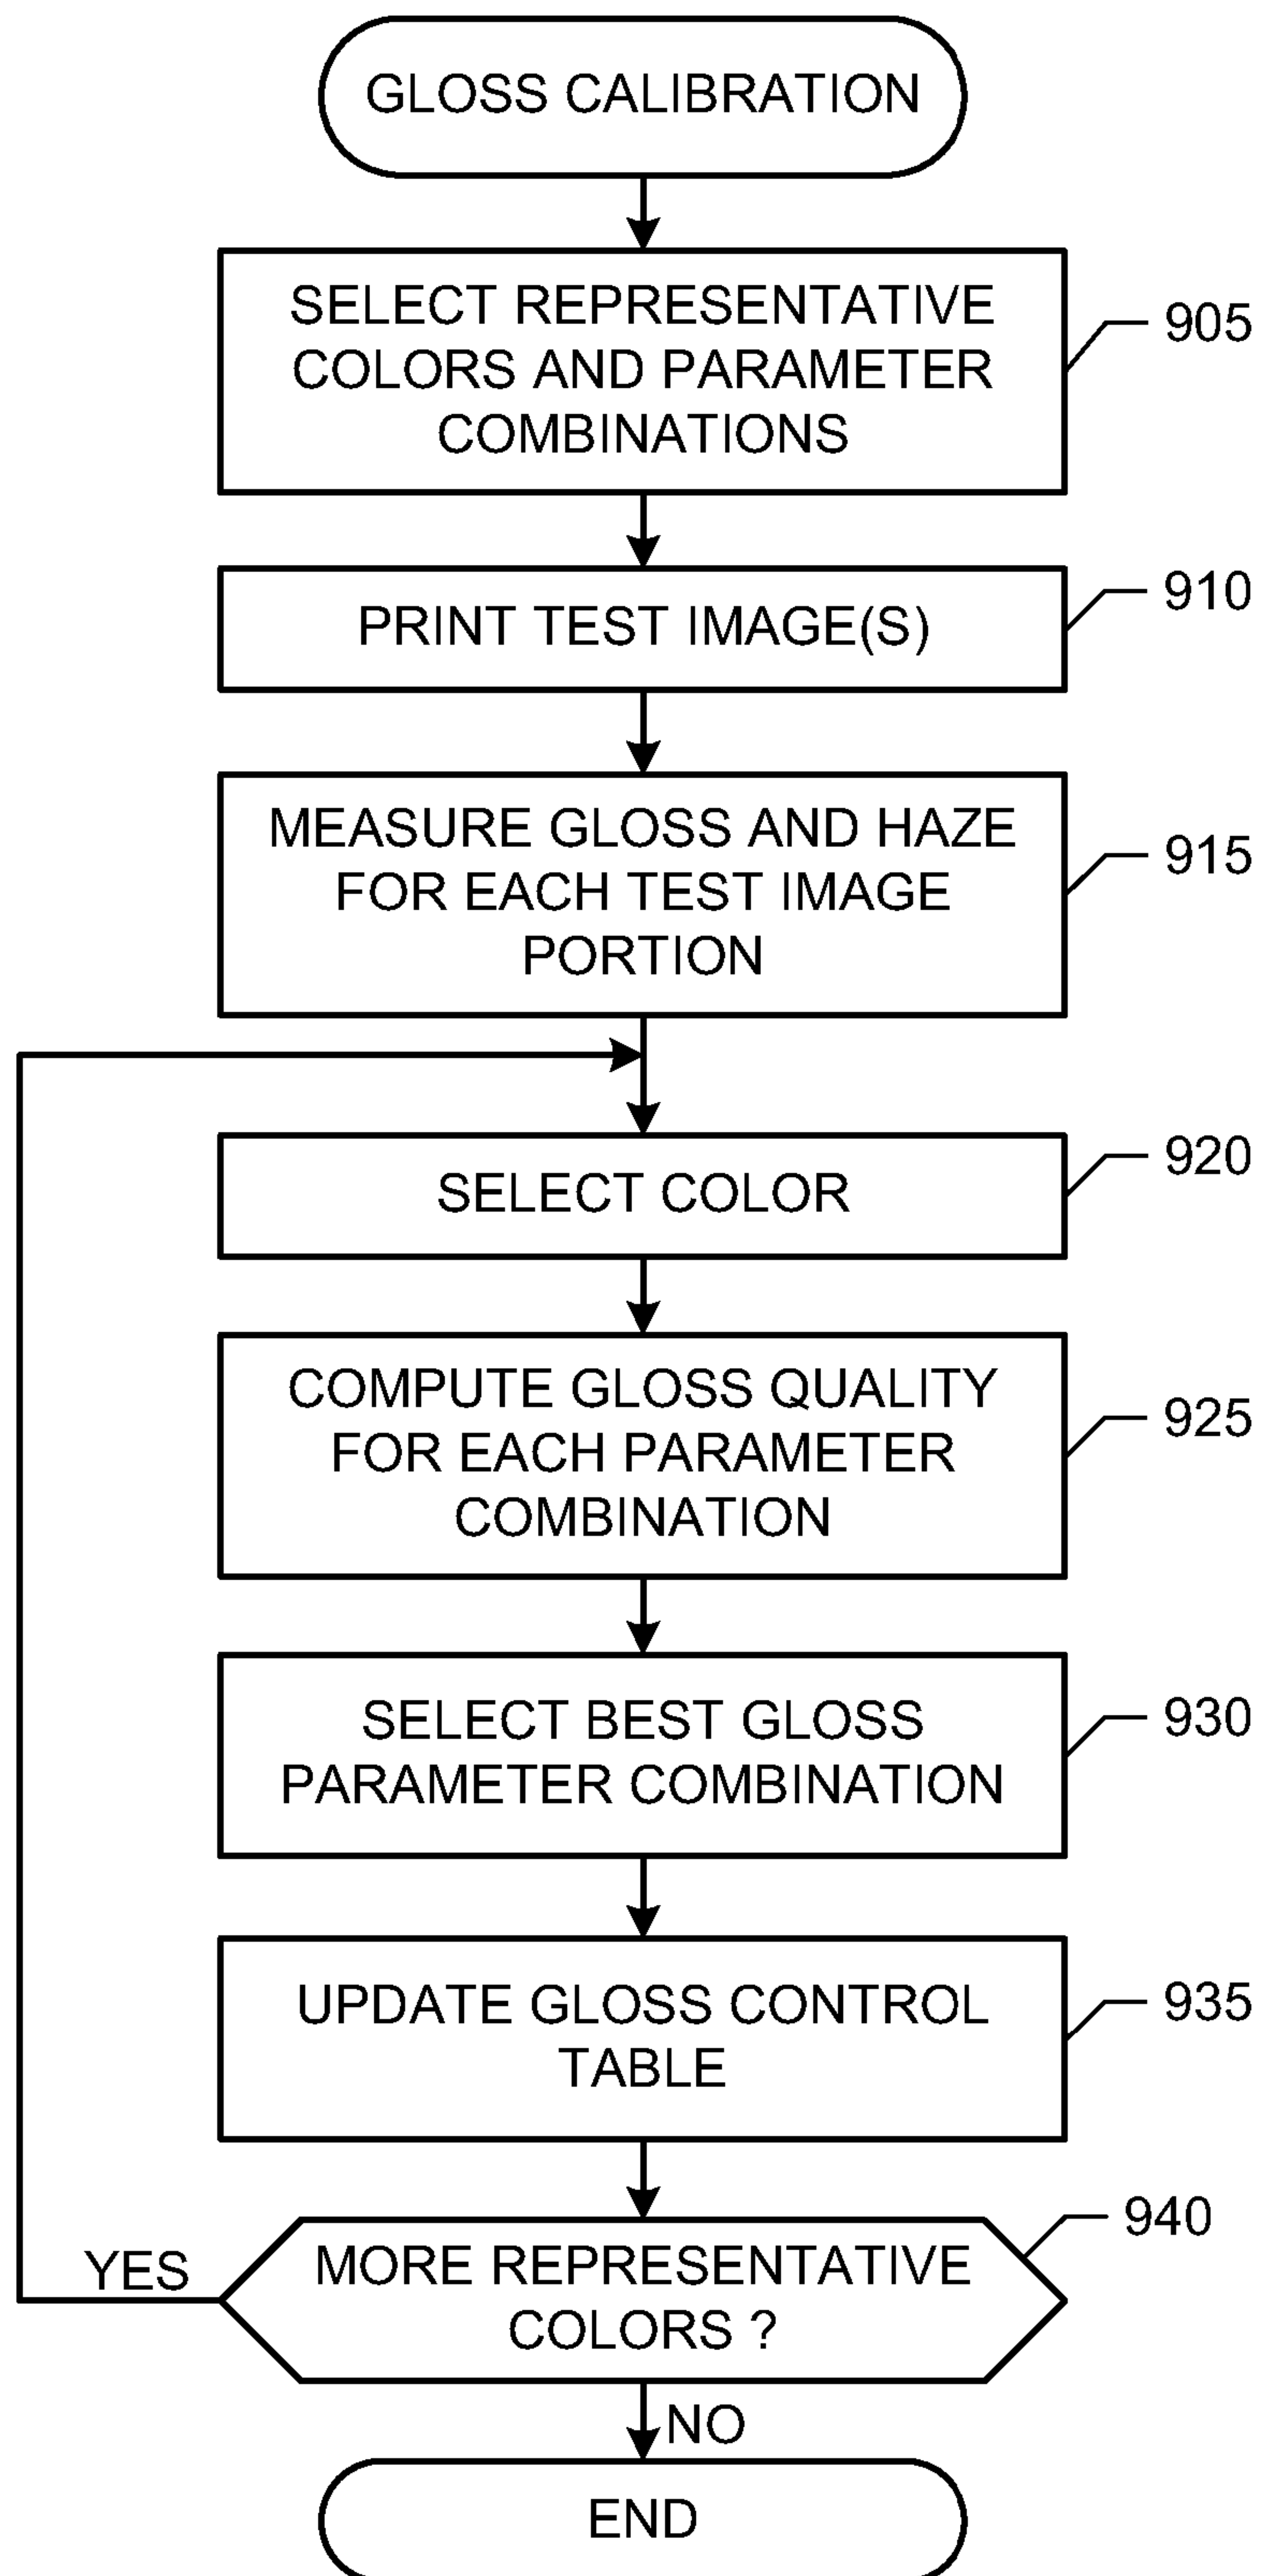 GLOSS CALIBRATION
SELECT REPRESENTATIVE
COLORS AND PARAMETER
COMBINATIONS
905
PRINT TEST IMAGE(S)
910
MEASURE GLOSS AND HAZE
FOR EACH TEST IMAGE
PORTION
915
SELECT COLOR
920
COMPUTE GLOSS QUALITY
FOR EACH PARAMETER
COMBINATION
925
SELECT BEST GLOSS
PARAMETER COMBINATION
930
UPDATE GLOSS CONTROL
TABLE
935
MORE REPRESENTATIVE
COLORS ?
940
YES
NO
END